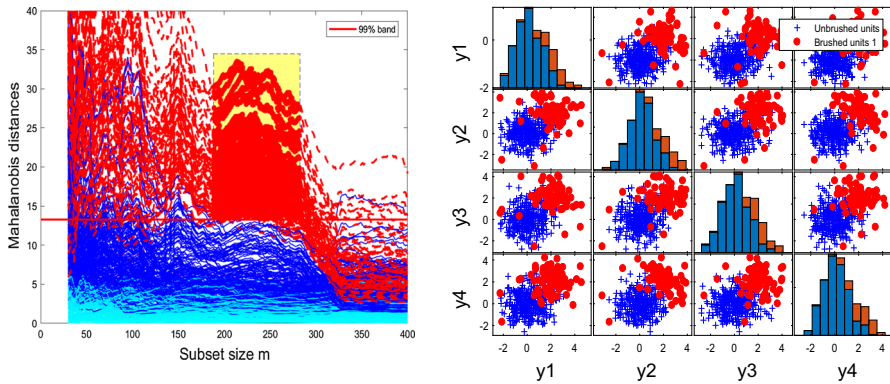 99% band
Mahalanobis distances
40
35
30
25
20
15
10
5
0
50 100 150 200 250 300 350 400
Subset size m
Unbrushed units
Brushed units 1
y1
0
-2
y2
2
0
-2
y3
4
2
0
-2
y4
4
2
0
-2
-2 0 2 4 -2 0 2 4 -2 0 2 4 -2 0 2 4
y1 y2 y3 y4